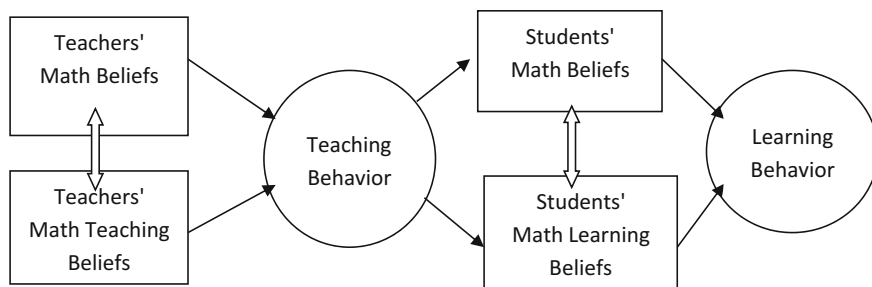 Teachers'
Math Beliefs
Teachers'
Math Teaching
Beliefs
Teaching
Behavior
Students'
Math Beliefs
Students'
Math Learning
Beliefs
Learning
Behavior